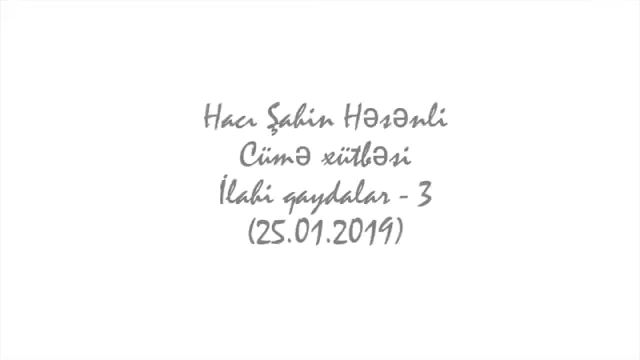 Hacı Şahin Həsənli
Cümə xütbəsi
İlahi qaydalar - 3
(25.01.2019)